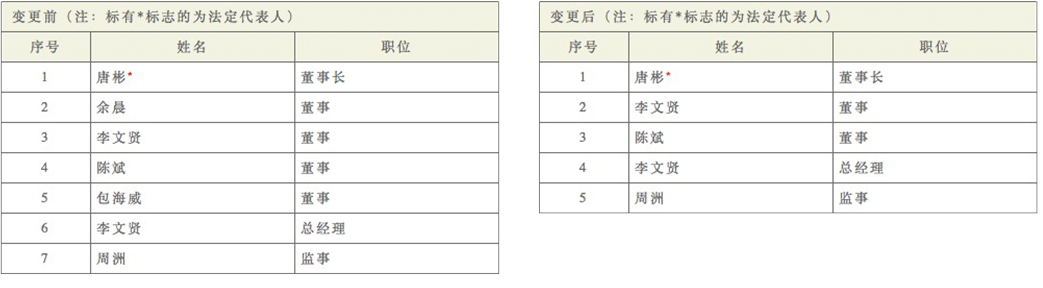 变更前（注：标有*标志的为法定代表人）
序号 姓名 职位
1 唐彬* 董事长
2 余晨 董事
3 李文贤 董事
4 陈斌 董事
5 包海威 董事
6 李文贤 总经理
7 周洲 监事
变更后（注：标有*标志的为法定代表人）
序号 姓名 职位
1 唐彬* 董事长
2 李文贤 董事
3 陈斌 董事
4 李文贤 总经理
5 周洲 监事